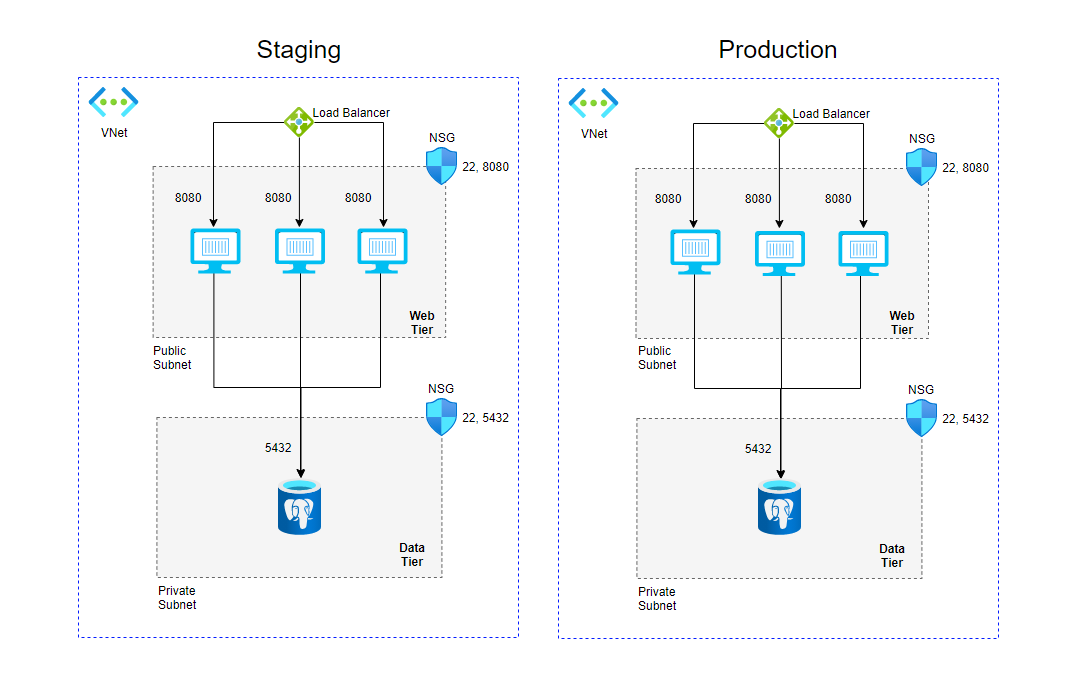 Staging
VNet
Load Balancer
NSG
22, 8080
8080
8080
8080
Web
Tier
Public
Subnet
NSG
22, 5432
5432
Data
Tier
Private
Subnet
Production
VNet
Load Balancer
NSG
22, 8080
8080
8080
8080
Web
Tier
Public
Subnet
NSG
22, 5432
5432
Data
Tier
Private
Subnet